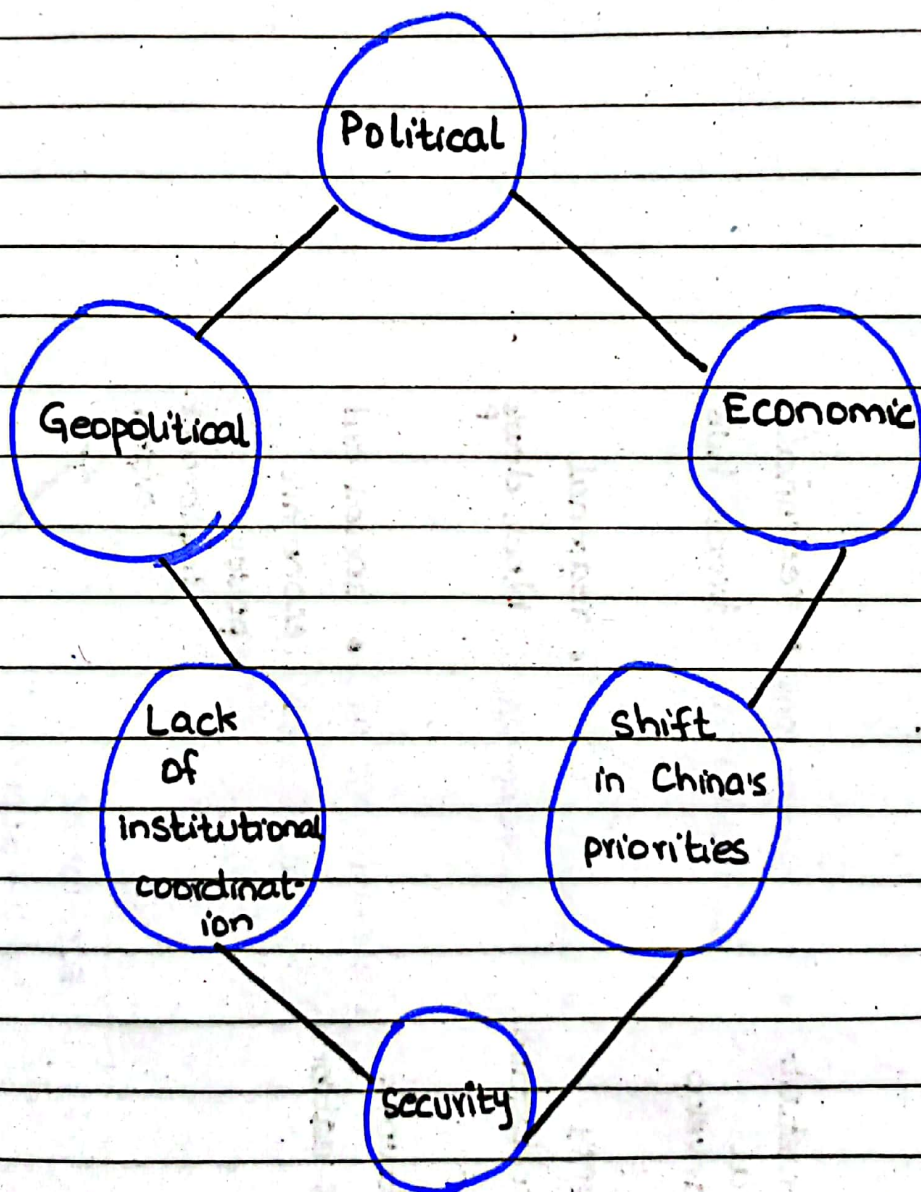 Political
Geopolitical
Economic
Lack
of
institutional
coordinat-
ion
shift
in China's
priorities
security